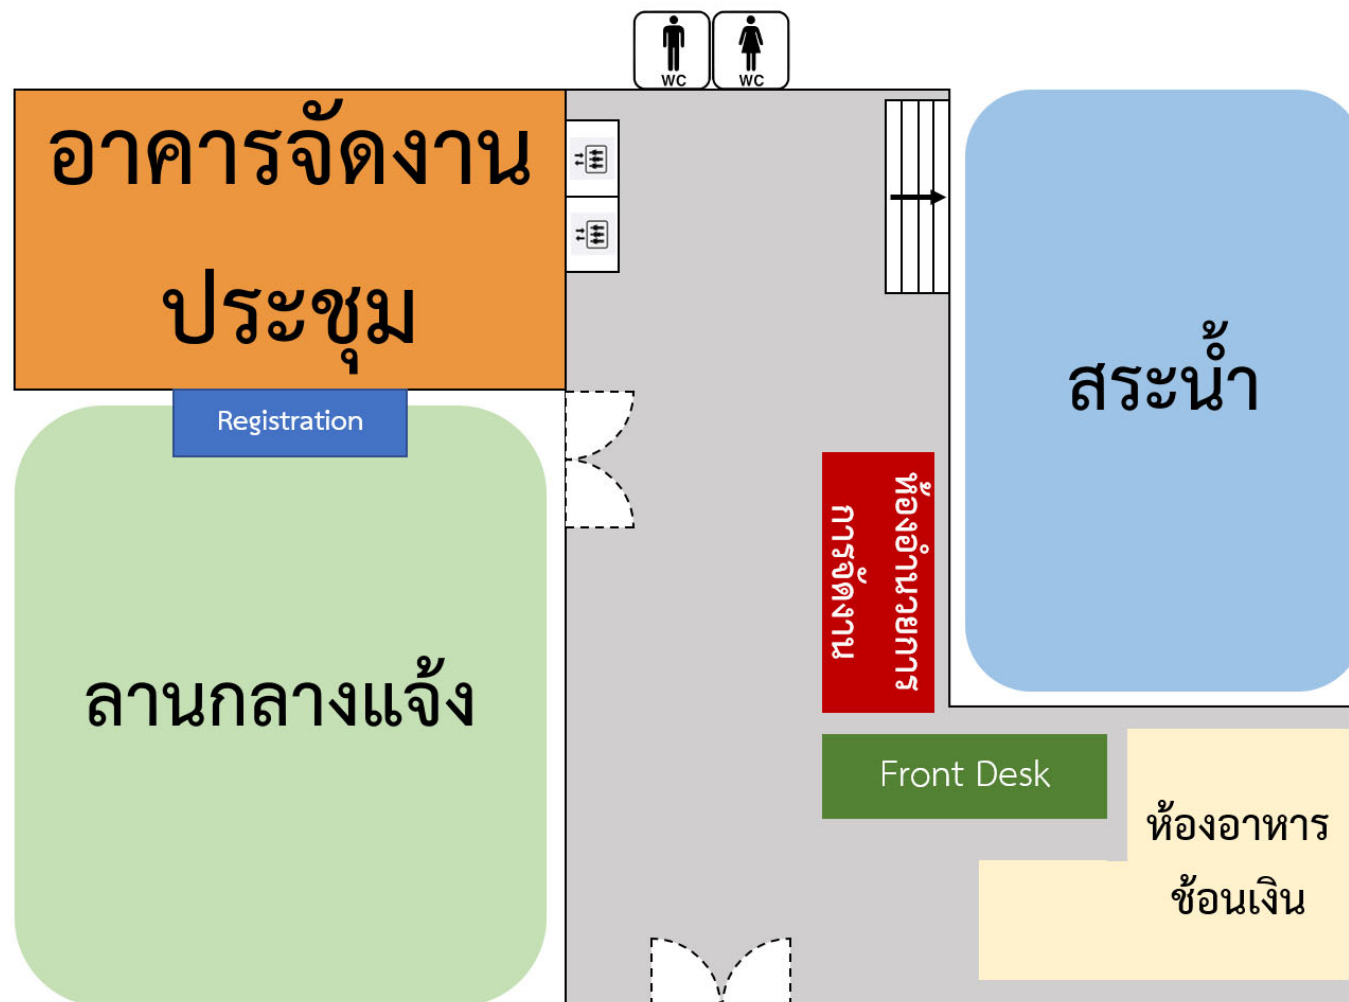 WC
WC
อาคารจัดงาน
ประชุม
Registration
สระน้ำ
ห้องอำนวยการ
การจัดงาน
ลานกลางแจ้ง
Front Desk
ห้องอาหาร
ช้อนเงิน